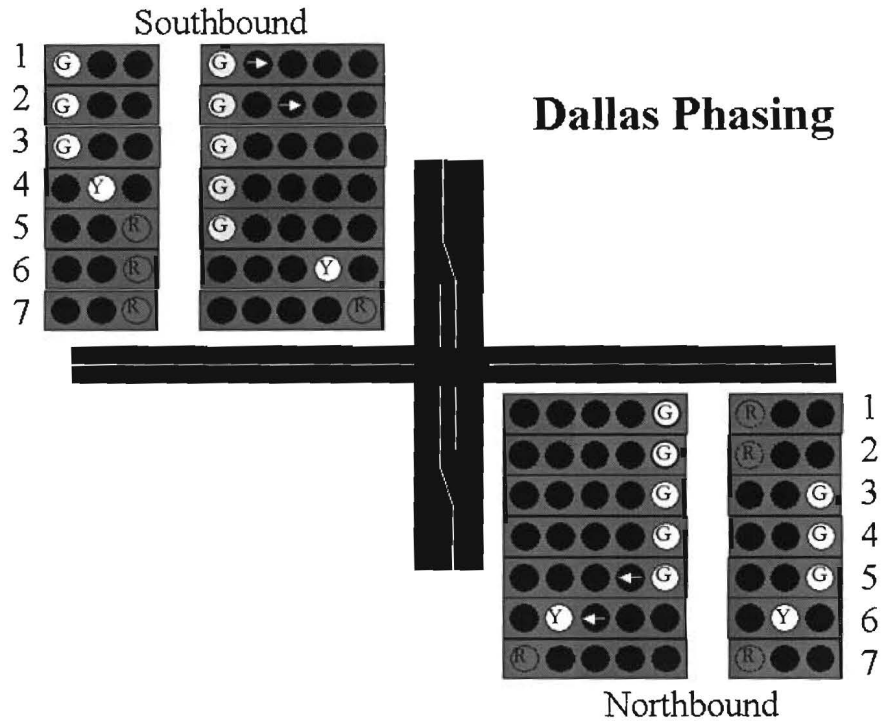 Southbound
1 G G
2 G G
Dallas Phasing
3 G G
4 Y G
5 R G
6 R Y
7 R R
G R 1
G R 2
G G 3
G G 4
G G 5
Y Y 6
R R 7
Northbound